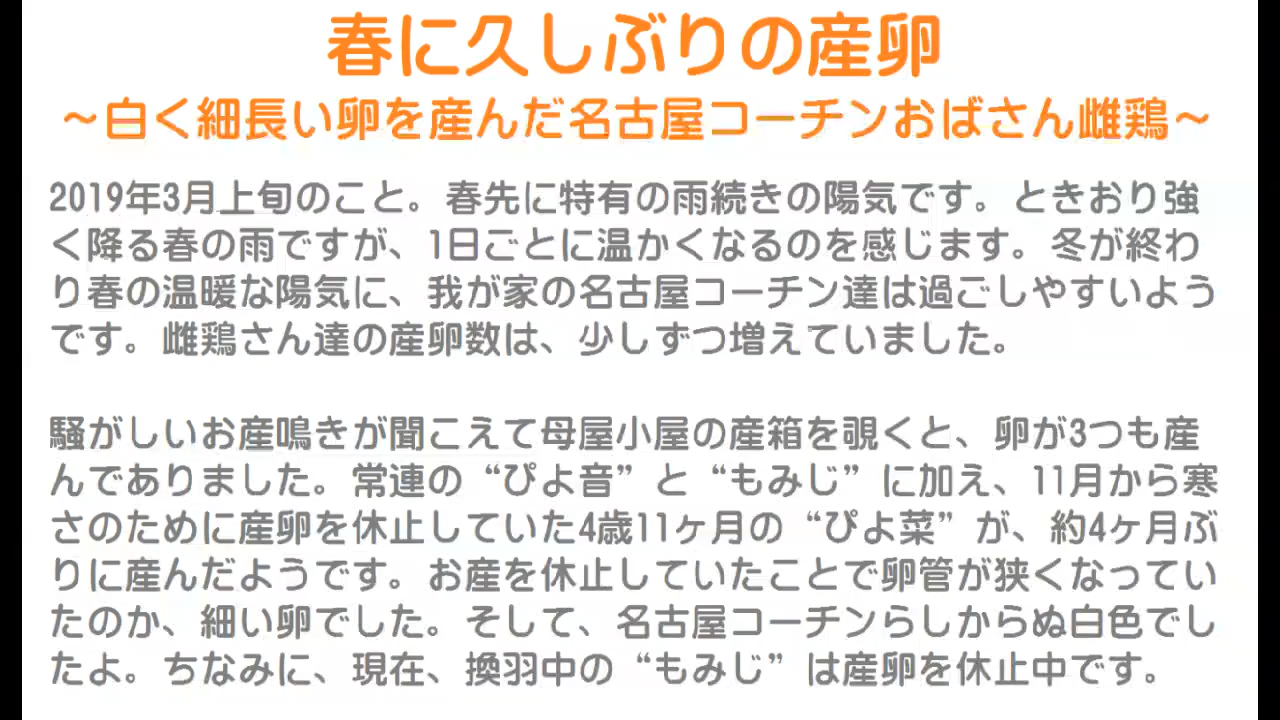 春に久しぶりの産卵
～白く細長い卵を産んだ名古屋コーチンおばさん雌鶏～
2019年3月上旬のこと。春先に特有の雨続きの陽気です。ときおり強
く降る春の雨ですが、1日ごとに温かくなるのを感じます。冬が終わ
り春の温暖な陽気に、我が家の名古屋コーチン達は過ごしやすいよう
です。雌鶏さん達の産卵数は、少しずつ増えていました。
騒がしいお産鳴きが聞こえて母屋小屋の産箱を覗くと、卵が3つも産
んでありました。常連の“ぴよ音”と“もみじ”に加え、11月から寒
さのために産卵を休止していた4歳11ヶ月の“ぴよ菜”が、約4ヶ月ぶ
りに産んだようです。お産を休止していたことで卵管が狭くなってい
たのか、細い卵でした。そして、名古屋コーチンらしからぬ白色でし
たよ。ちなみに、現在、換羽中の“もみじ”は産卵を休止中です。